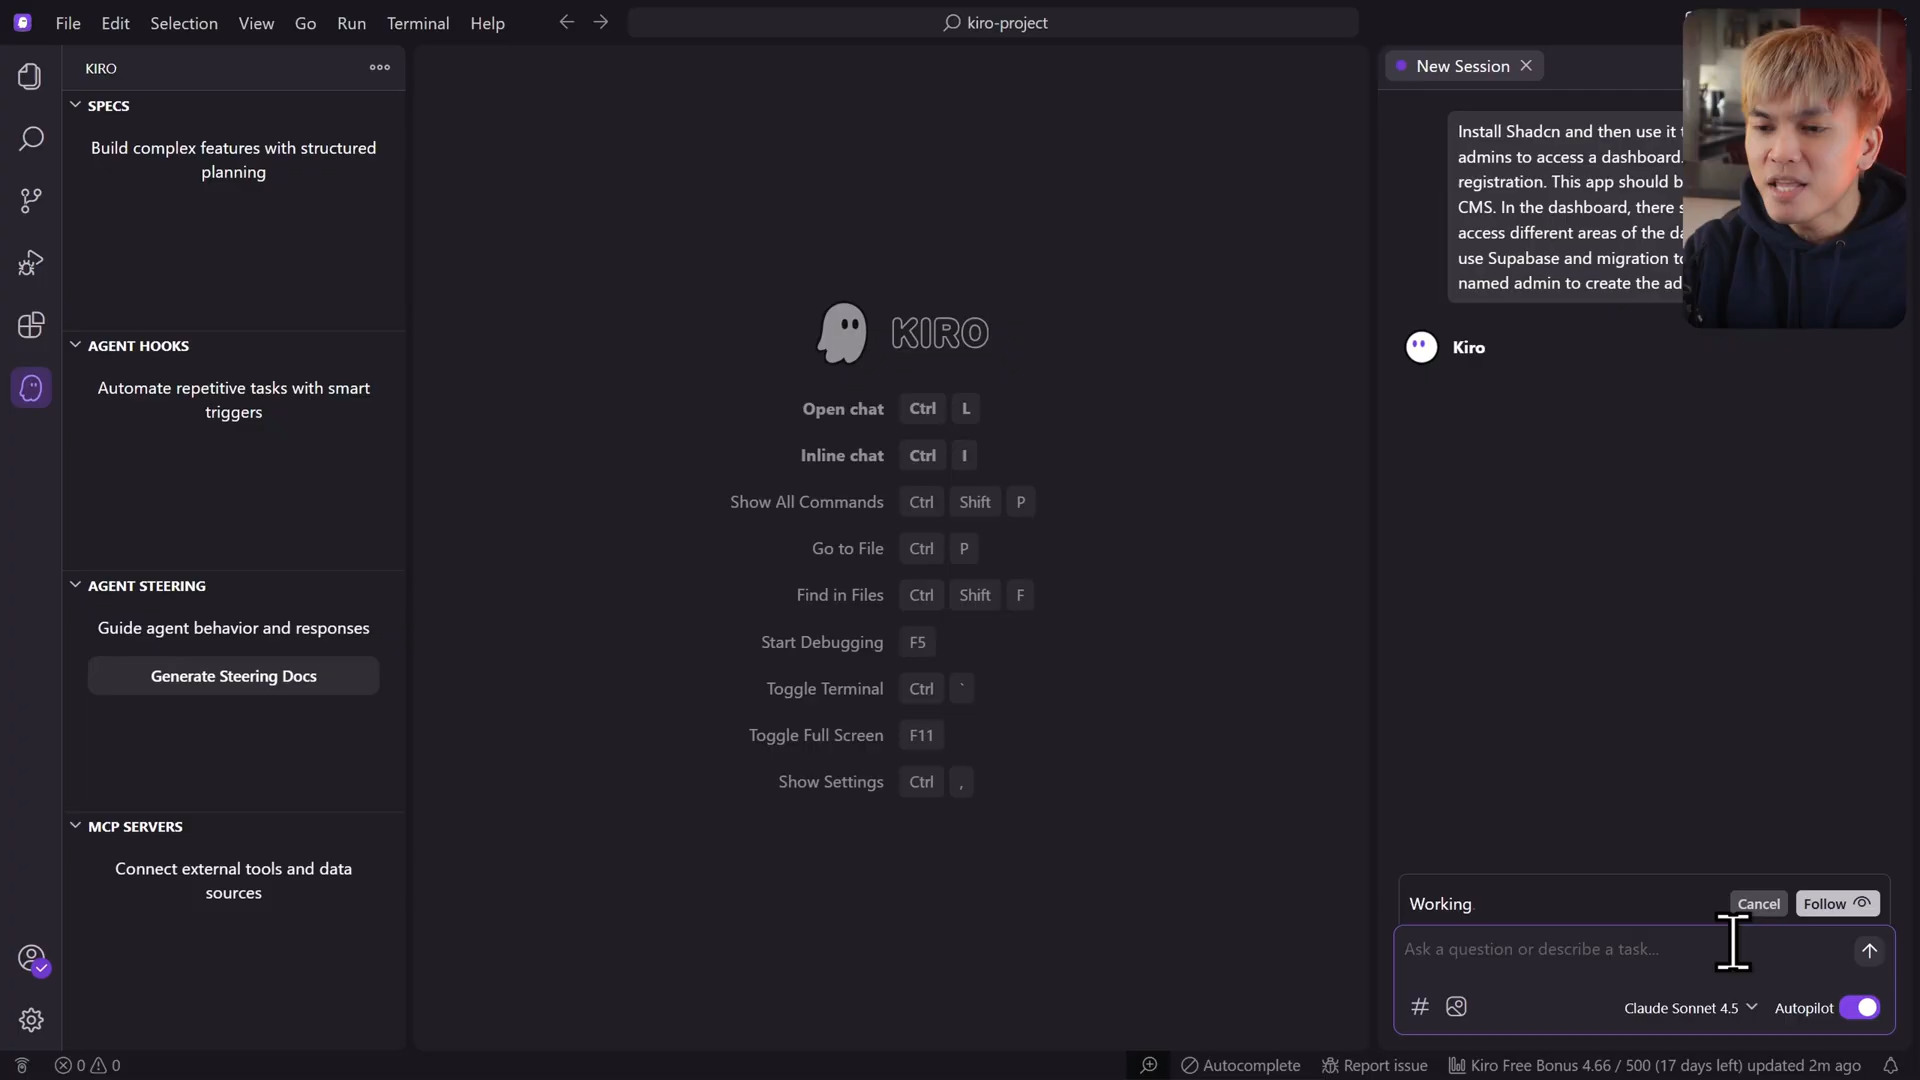 File Edit Selection View Go Run Terminal Help
kiro-project
KIRO
SPECS
Build complex features with structured
planning
AGENT HOOKS
Automate repetitive tasks with smart
triggers
AGENT STEERING
Guide agent behavior and responses
Generate Steering Docs
MCP SERVERS
Connect external tools and data
sources
KIRO
Open chat Ctrl L
Inline chat Ctrl I
Show All Commands Ctrl Shift P
Go to File Ctrl P
Find in Files Ctrl Shift F
Start Debugging F5
Toggle Terminal Ctrl `
Toggle Full Screen F11
Show Settings Ctrl ,
New Session
Install Shadcn and then use it
admins to access a dashboard.
registration. This app should
CMS. In the dashboard, there
access different areas of the
use Supabase and migration
named admin to create the
Kiro
Working
Cancel
Follow
Ask a question or describe a task...
Claude Sonnet 4.5
Autopilot
0 0
Autocomplete
Report issue
Kiro Free Bonus 4.66 / 500 (17 days left) updated 2m ago